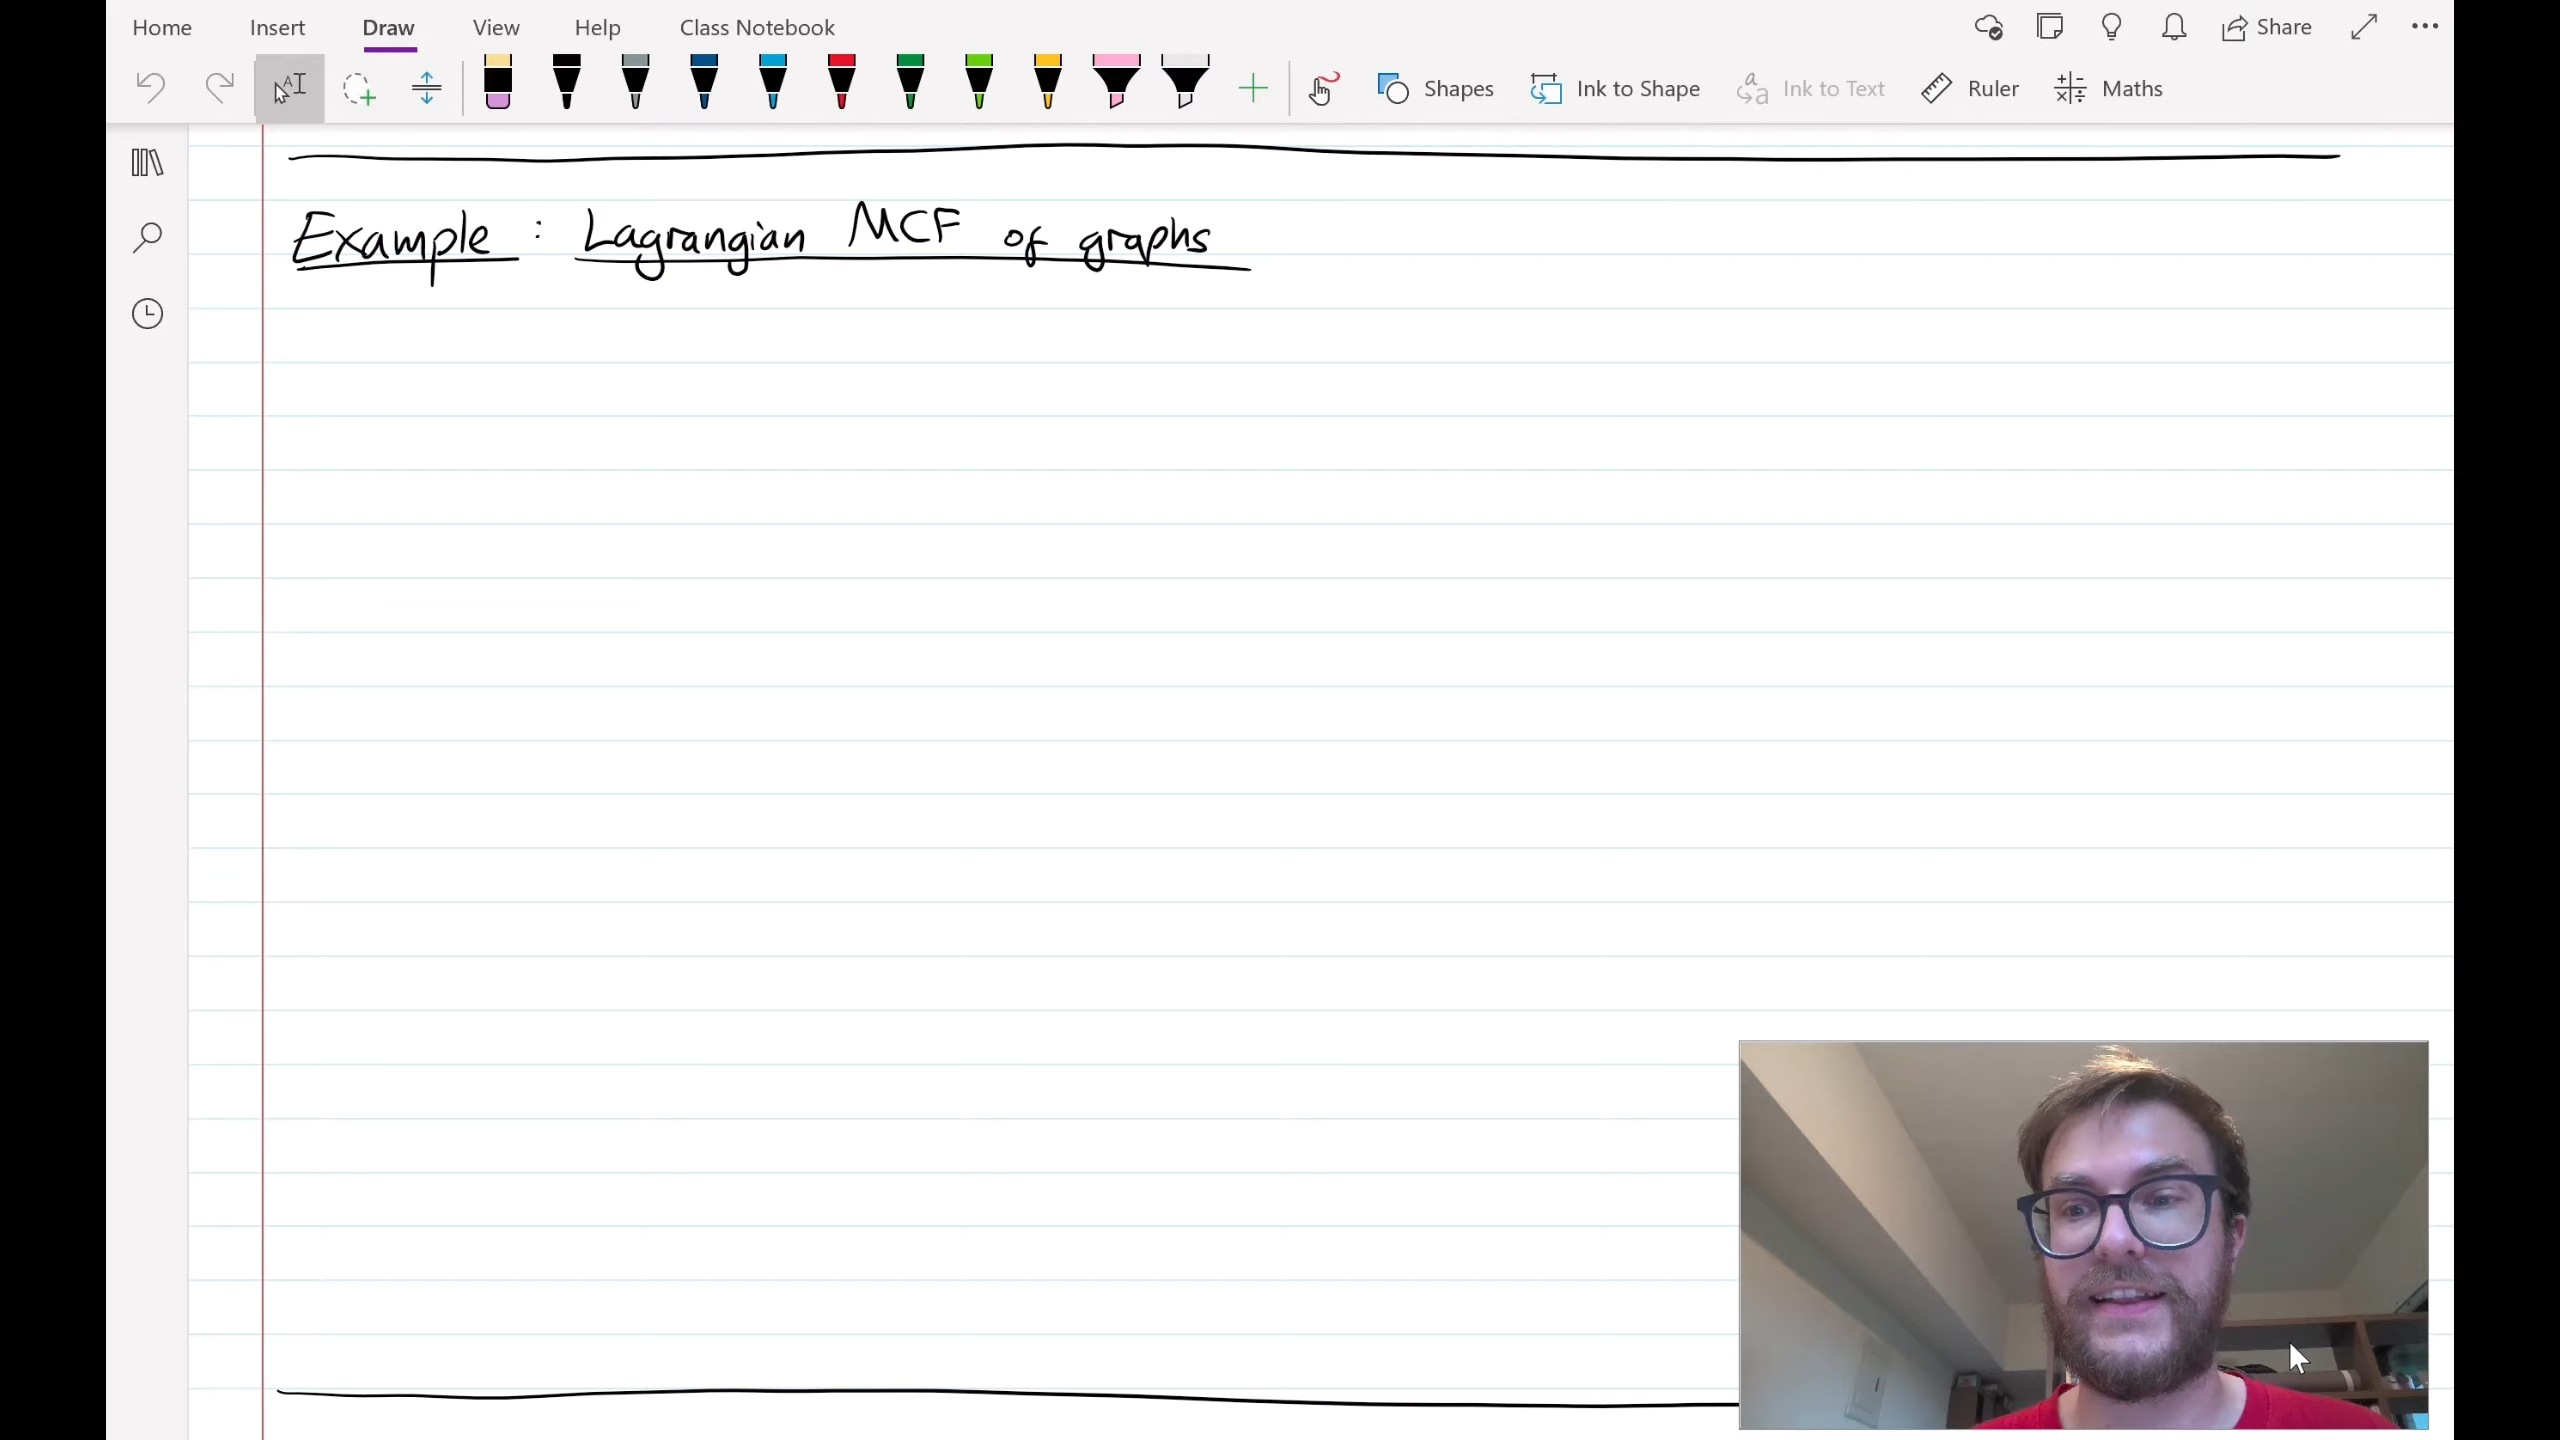 Home Insert Draw View Help Class Notebook Share
Shapes Ink to Shape Ink to Text Ruler Maths
Example : Lagrangian MCF of graphs